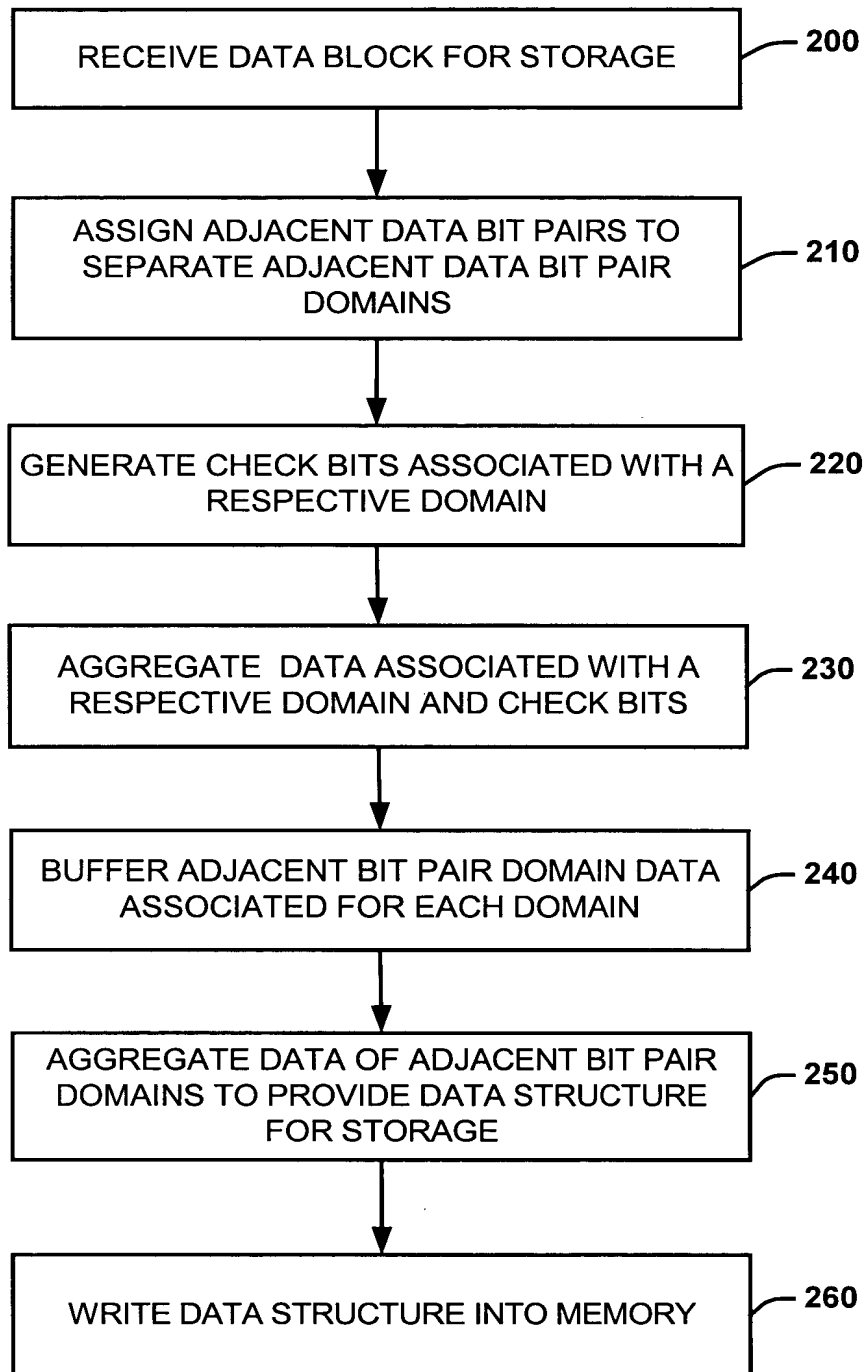 RECEIVE DATA BLOCK FOR STORAGE
200
ASSIGN ADJACENT DATA BIT PAIRS TO
SEPARATE ADJACENT DATA BIT PAIR
DOMAINS
210
GENERATE CHECK BITS ASSOCIATED WITH A
RESPECTIVE DOMAIN
220
AGGREGATE DATA ASSOCIATED WITH A
RESPECTIVE DOMAIN AND CHECK BITS
230
BUFFER ADJACENT BIT PAIR DOMAIN DATA
ASSOCIATED FOR EACH DOMAIN
240
AGGREGATE DATA OF ADJACENT BIT PAIR
DOMAINS TO PROVIDE DATA STRUCTURE
FOR STORAGE
250
WRITE DATA STRUCTURE INTO MEMORY
260